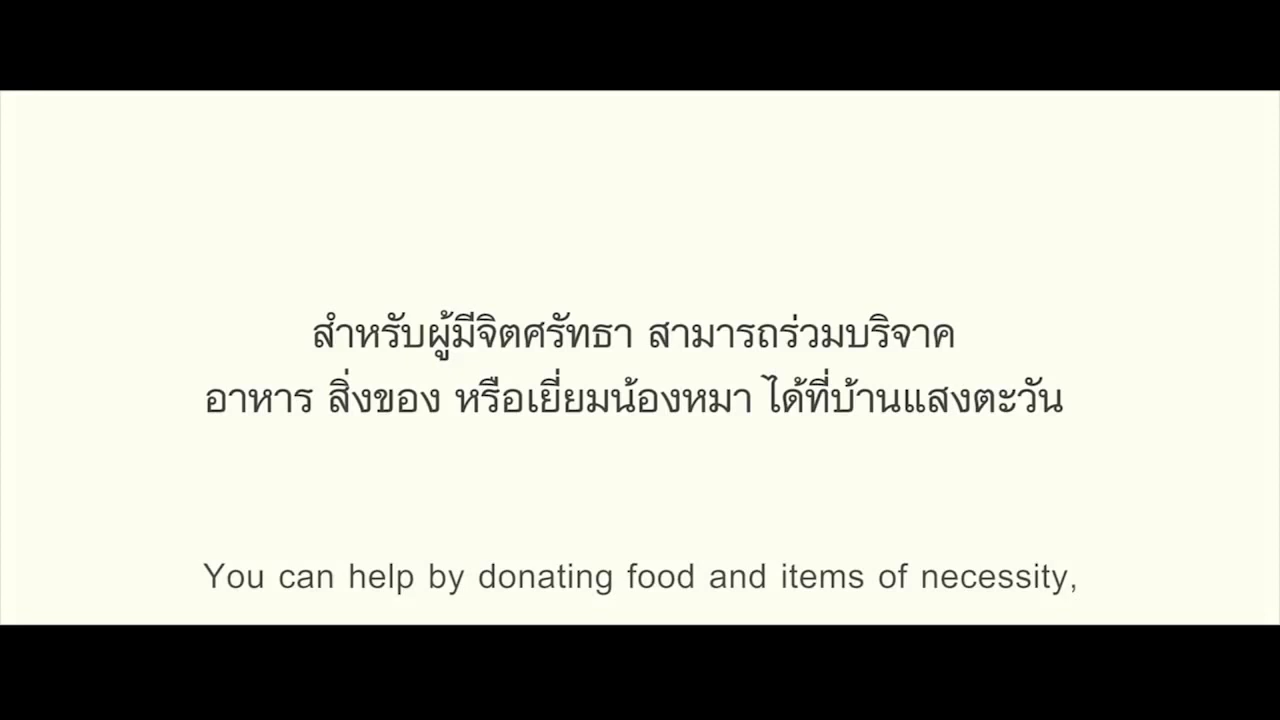 สำหรับผู้มีจิตศรัทธา สามารถร่วมบริจาค
อาหาร สิ่งของ หรือเยี่ยมน้องหมา ได้ที่บ้านแสงตะวัน
You can help by donating food and items of necessity,